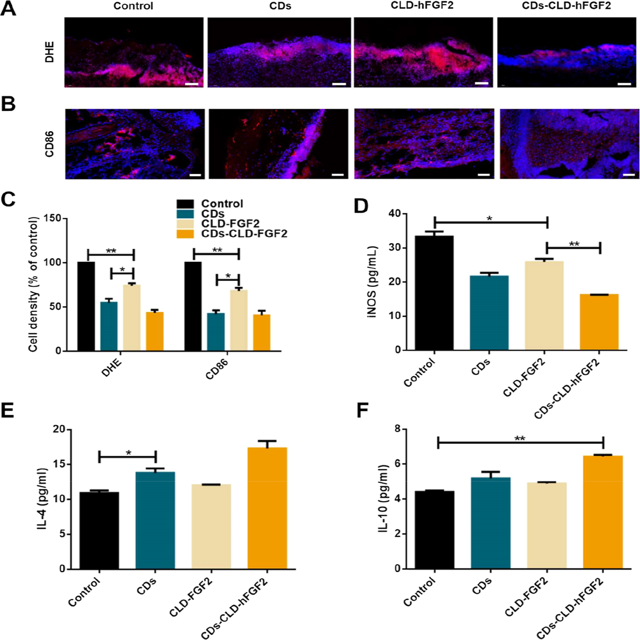 A
Control
CDs
CLD-hFGF2
CDs-CLD-hFGF2
DHE
B
CD86
C
Control
CDs
CLD-FGF2
CDs-CLD-FGF2
Cell density (% of control)
150
100
50
0
**
*
**
*
DHE
CD86
D
iNOS (pg/mL)
40
30
20
10
0
*
**
Control
CDs
CLD-FGF2
CDs-CLD-hFGF2
E
IL-4 (pg/ml)
20
15
10
5
0
*
Control
CDs
CLD-FGF2
CDs-CLD-hFGF2
F
IL-10 (pg/ml)
8
6
4
2
0
**
Control
CDs
CLD-FGF2
CDs-CLD-hFGF2